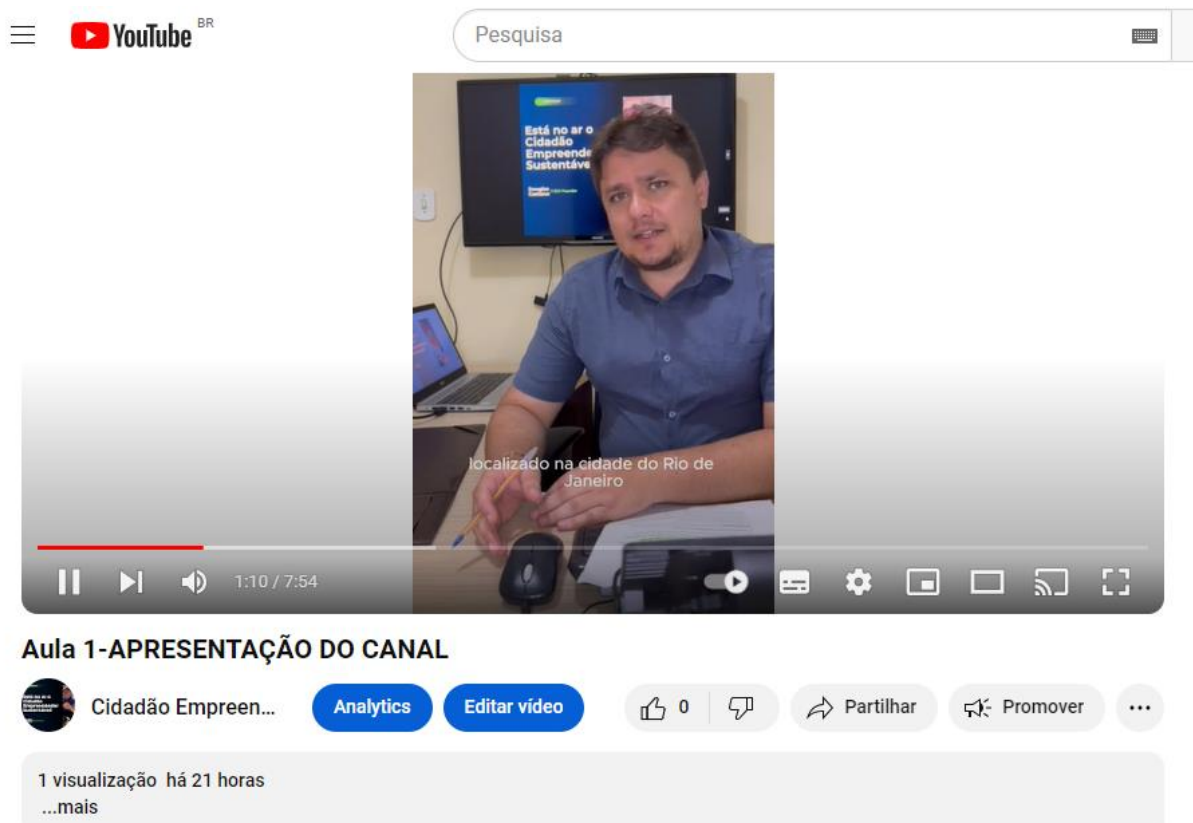 YouTube BR
Pesquisa
Está no ar o
Cidadão
Empreende
Sustentáve
localizado na cidade do Rio de
Janeiro
1:10 / 7:54
Aula 1-APRESENTAÇÃO DO CANAL
Cidadão Empreen...
Analytics
Editar vídeo
0
Partilhar
Promover
1 visualização há 21 horas
...mais